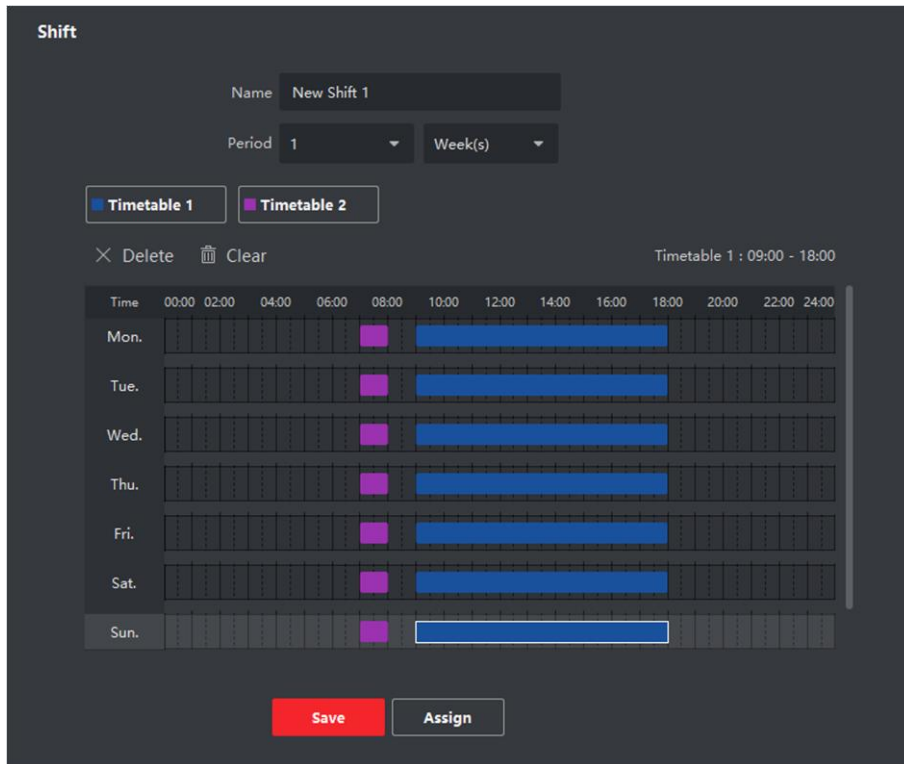 Shift
Name New Shift 1
Period 1 Week(s)
Timetable 1 Timetable 2
Delete Clear Timetable 1 : 09:00 - 18:00
Time 00:00 02:00 04:00 06:00 08:00 10:00 12:00 14:00 16:00 18:00 20:00 22:00 24:00
Mon.
Tue.
Wed.
Thu.
Fri.
Sat.
Sun.
Save Assign